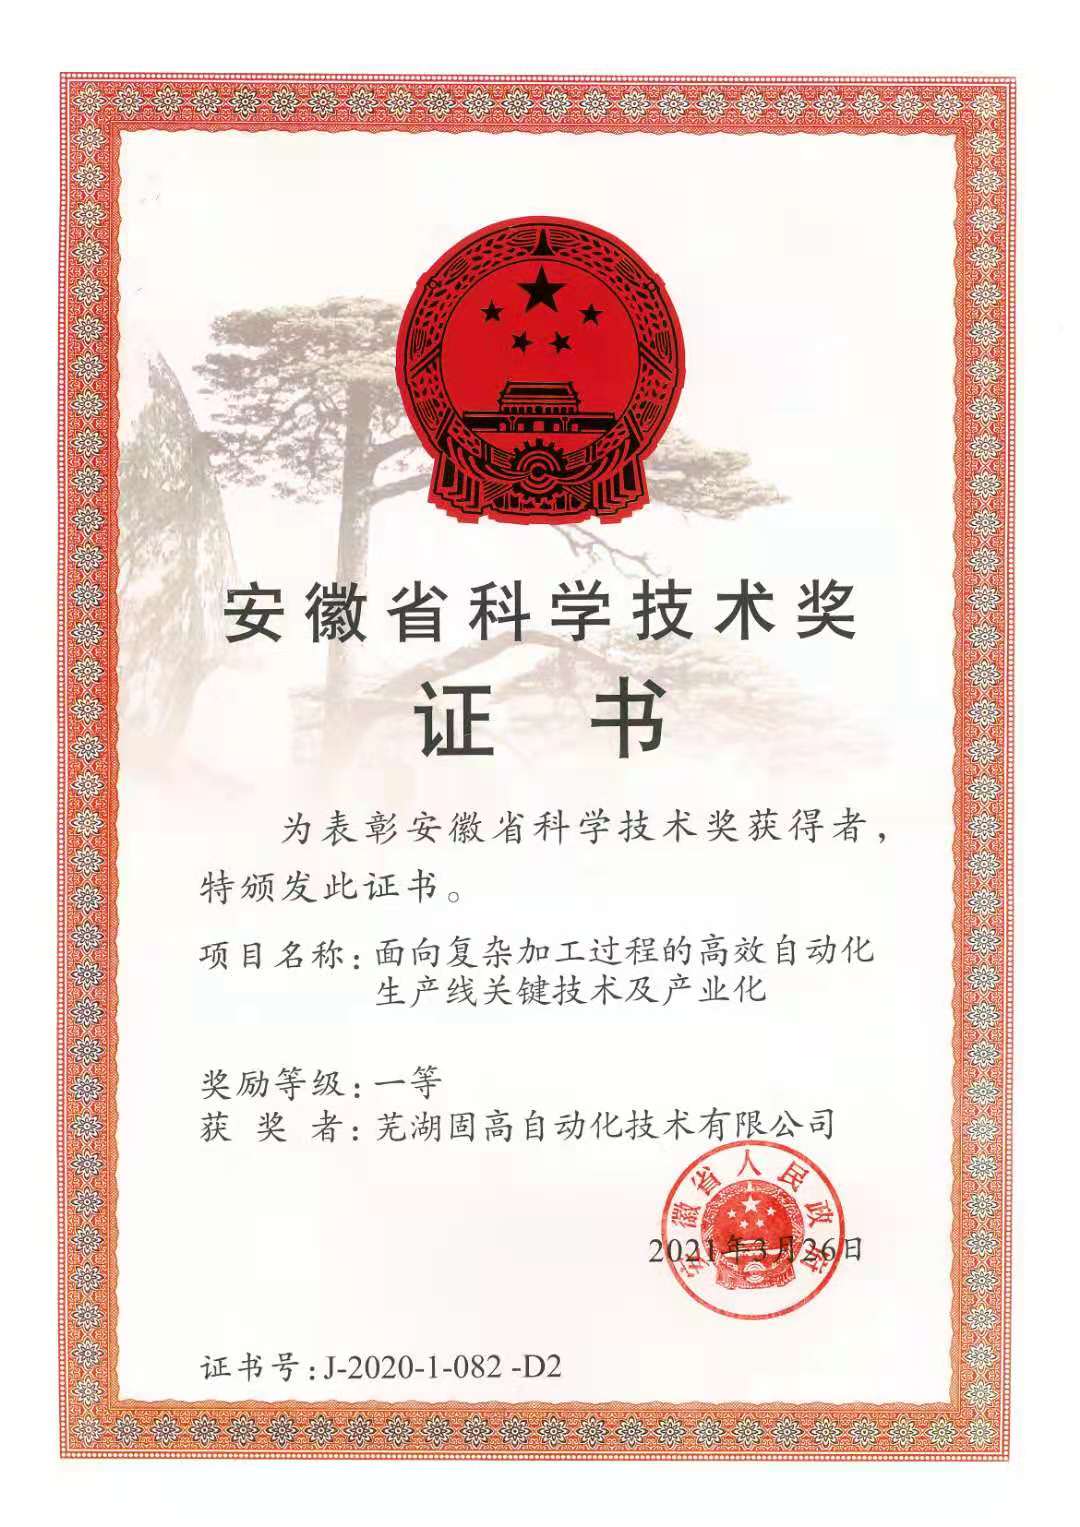 安徽省科学技术奖
证 书
为表彰安徽省科学技术奖获得者，
特颁发此证书。
项目名称：面向复杂加工过程的高效自动化
生产线关键技术及产业化
奖励等级：一等
获 奖 者：芜湖固高自动化技术有限公司
安徽省人民政府
2021年3月26日
证书号：J-2020-1-082 -D2